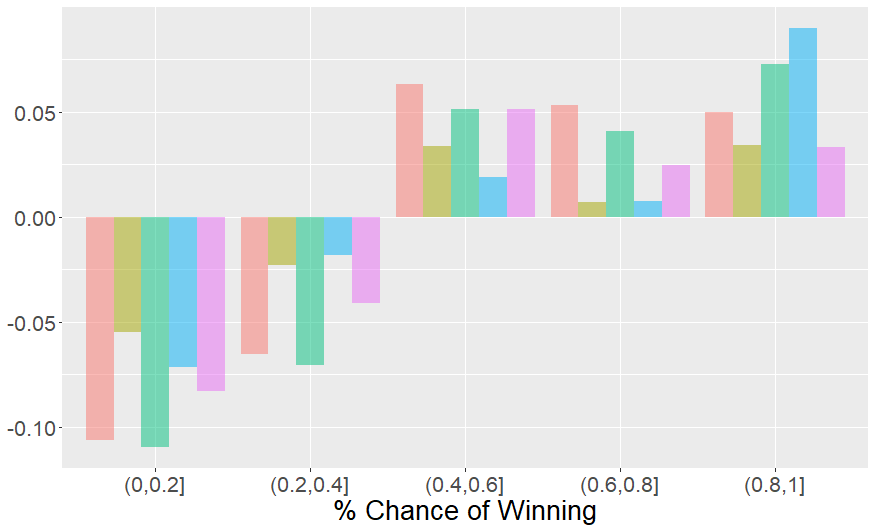 0.05
0.00
-0.05
-0.10
(0,0.2] (0.2,0.4] (0.4,0.6] (0.6,0.8] (0.8,1]
% Chance of Winning